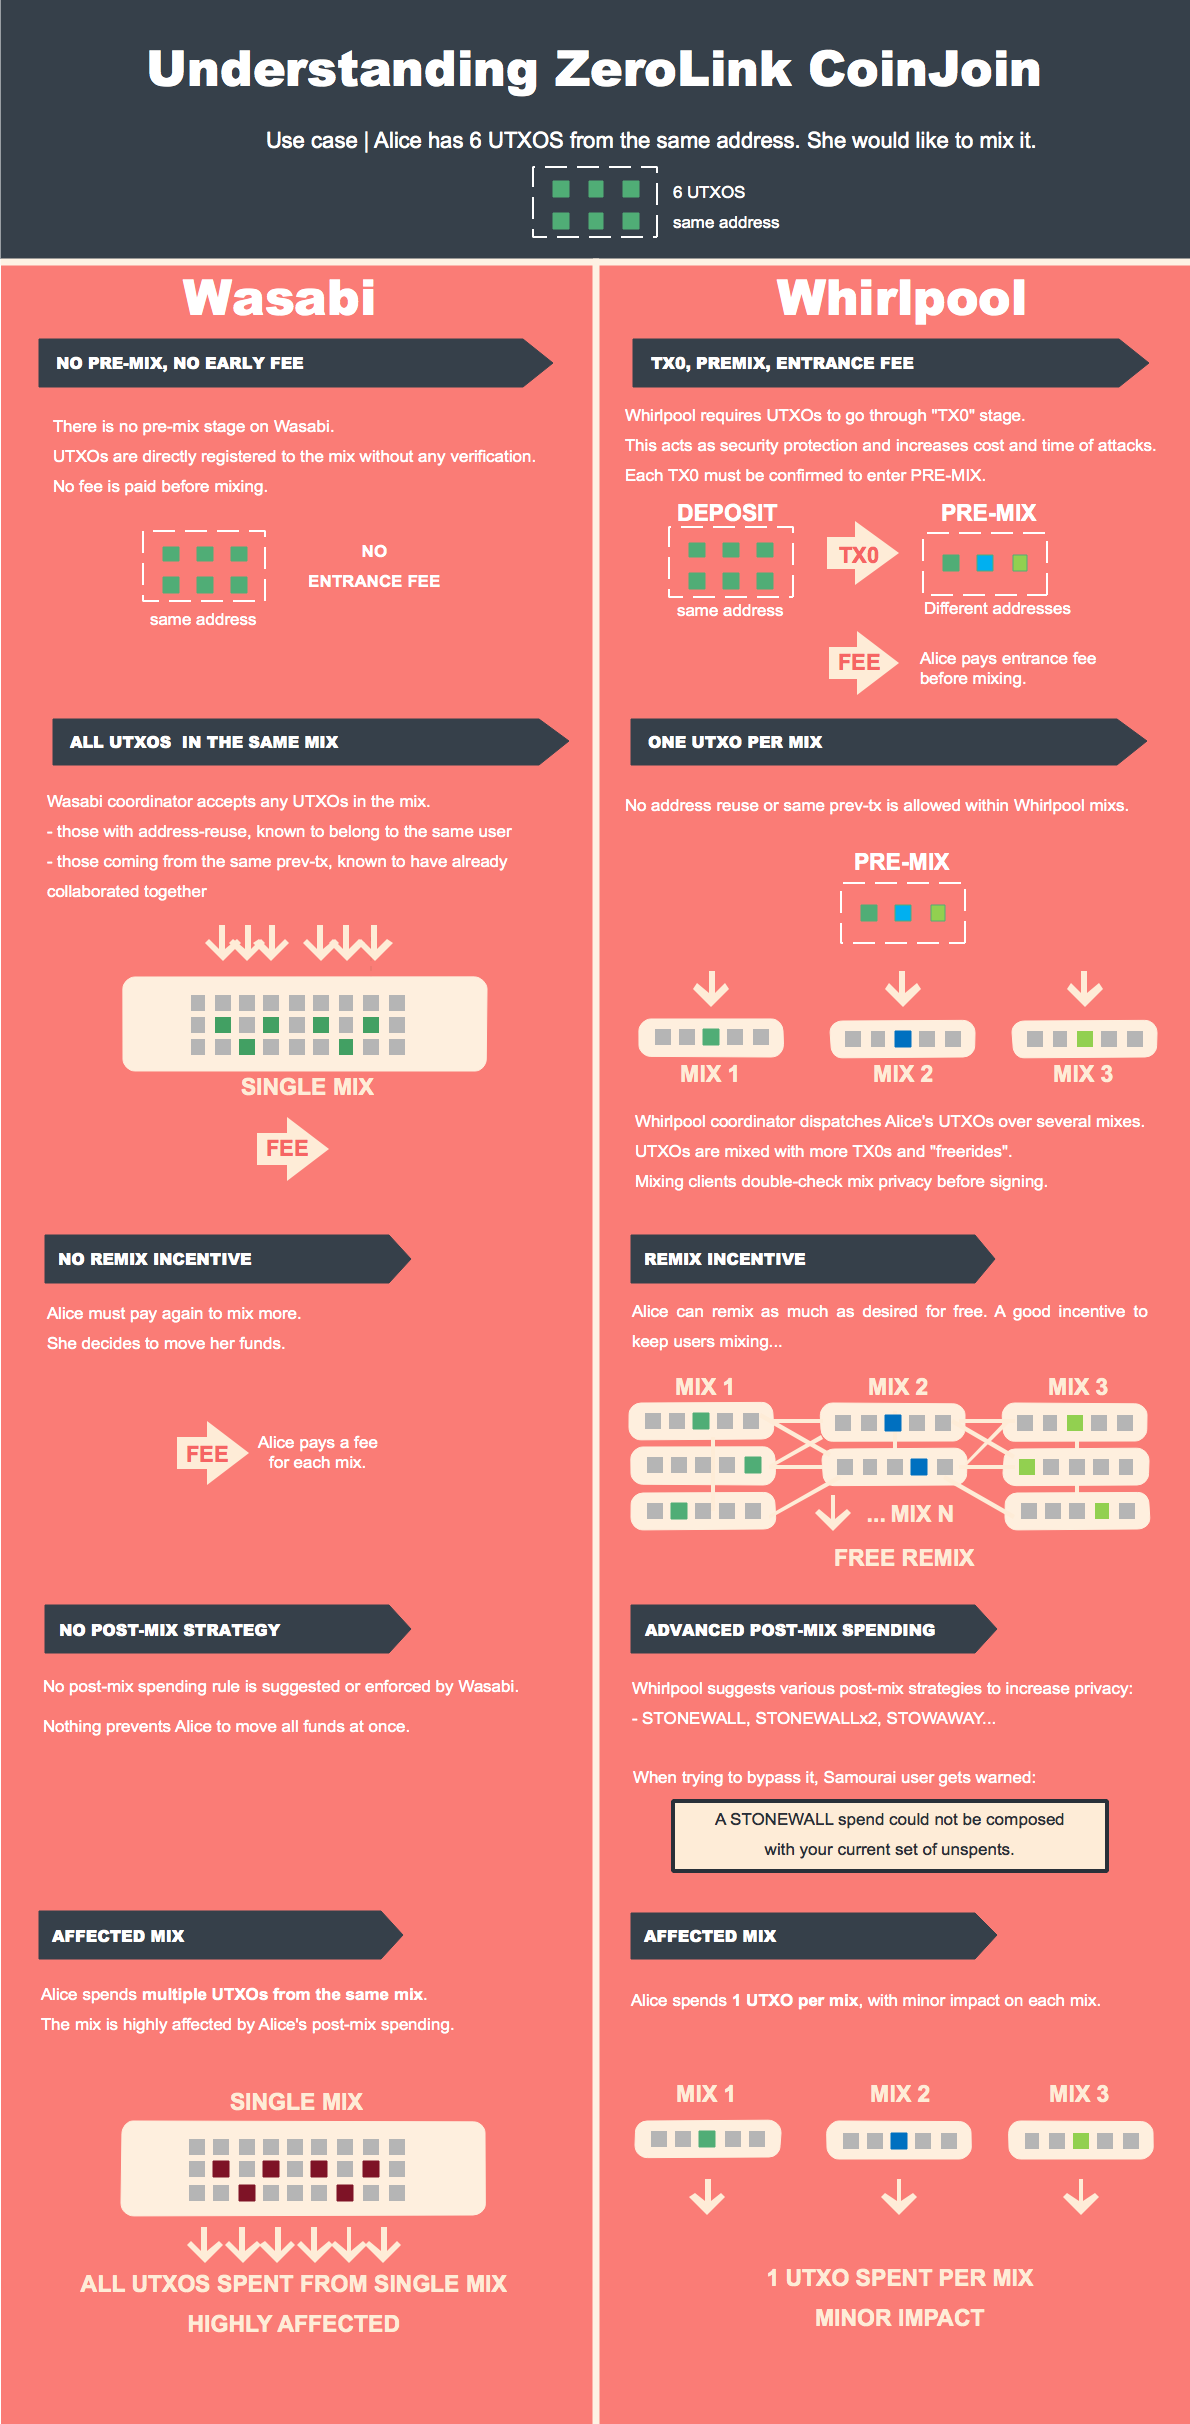 Understanding ZeroLink CoinJoin
Use case | Alice has 6 UTXOS from the same address. She would like to mix it.
6 UTXOS
same address
Wasabi
NO PRE-MIX, NO EARLY FEE
There is no pre-mix stage on Wasabi.
UTXOs are directly registered to the mix without any verification.
No fee is paid before mixing.
NO
ENTRANCE FEE
same address
ALL UTXOS  IN THE SAME MIX
Wasabi coordinator accepts any UTXOs in the mix.
- those with address-reuse, known to belong to the same user
- those coming from the same prev-tx, known to have already
collaborated together
SINGLE MIX
FEE
NO REMIX INCENTIVE
Alice must pay again to mix more.
She decides to move her funds.
FEE
Alice pays a fee
for each mix.
NO POST-MIX STRATEGY
No post-mix spending rule is suggested or enforced by Wasabi.
Nothing prevents Alice to move all funds at once.
AFFECTED MIX
Alice spends multiple UTXOs from the same mix.
The mix is highly affected by Alice's post-mix spending.
SINGLE MIX
ALL UTXOS SPENT FROM SINGLE MIX
HIGHLY AFFECTED
Whirlpool
TX0, PREMIX, ENTRANCE FEE
Whirlpool requires UTXOs to go through "TX0" stage.
This acts as security protection and increases cost and time of attacks.
Each TX0 must be confirmed to enter PRE-MIX.
DEPOSIT
TX0
PRE-MIX
same address
Different addresses
FEE
Alice pays entrance fee
before mixing.
ONE UTXO PER MIX
No address reuse or same prev-tx is allowed within Whirlpool mixs.
PRE-MIX
MIX 1
MIX 2
MIX 3
Whirlpool coordinator dispatches Alice's UTXOs over several mixes.
UTXOs are mixed with more TX0s and "freerides".
Mixing clients double-check mix privacy before signing.
REMIX INCENTIVE
Alice can remix as much as desired for free. A good incentive to
keep users mixing...
MIX 1
MIX 2
MIX 3
... MIX N
FREE REMIX
ADVANCED POST-MIX SPENDING
Whirlpool suggests various post-mix strategies to increase privacy:
- STONEWALL, STONEWALLx2, STOWAWAY...
When trying to bypass it, Samourai user gets warned:
A STONEWALL spend could not be composed
with your current set of unspents.
AFFECTED MIX
Alice spends 1 UTXO per mix, with minor impact on each mix.
MIX 1
MIX 2
MIX 3
1 UTXO SPENT PER MIX
MINOR IMPACT